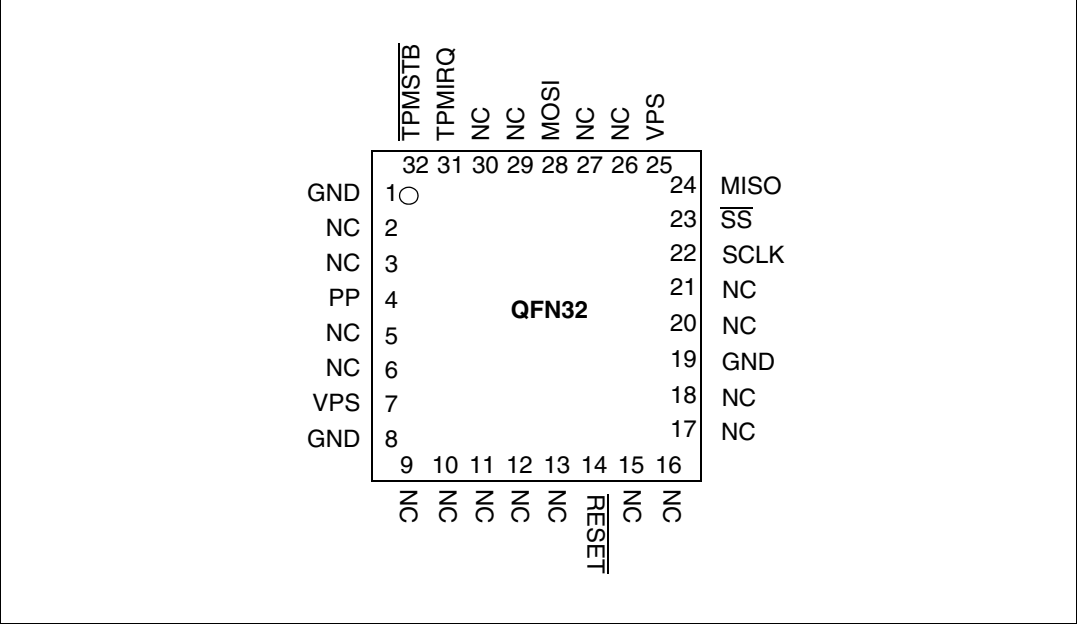 TPMSTB
TPMIRQ
NC
NC
MOSI
NC
NC
VPS
32 31 30 29 28 27 26 25
GND 1
NC 2
NC 3
PP 4
NC 5
NC 6
VPS 7
GND 8
QFN32
24 MISO
23 SS
22 SCLK
21 NC
20 NC
19 GND
18 NC
17 NC
9 10 11 12 13 14 15 16
NC
NC
NC
NC
NC
RESET
NC
NC